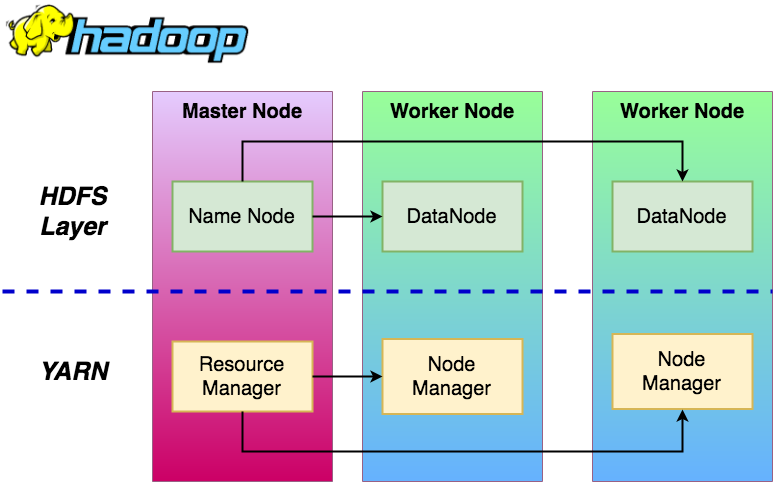 hadoop
Master Node
Worker Node
Worker Node
HDFS
Layer
Name Node
DataNode
DataNode
YARN
Resource
Manager
Node
Manager
Node
Manager